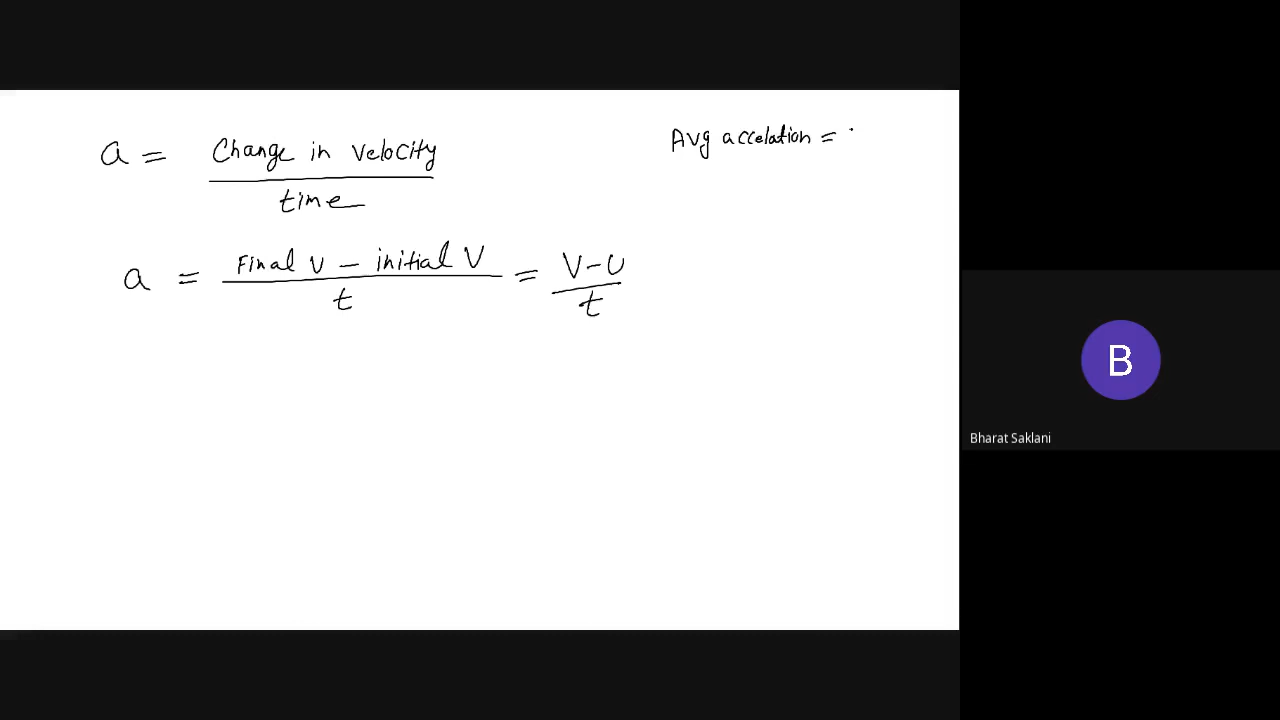 a = Change in velocity / time
Avg accelation =
a = Final v - initial V / t = V-U / t
B
Bharat Saklani